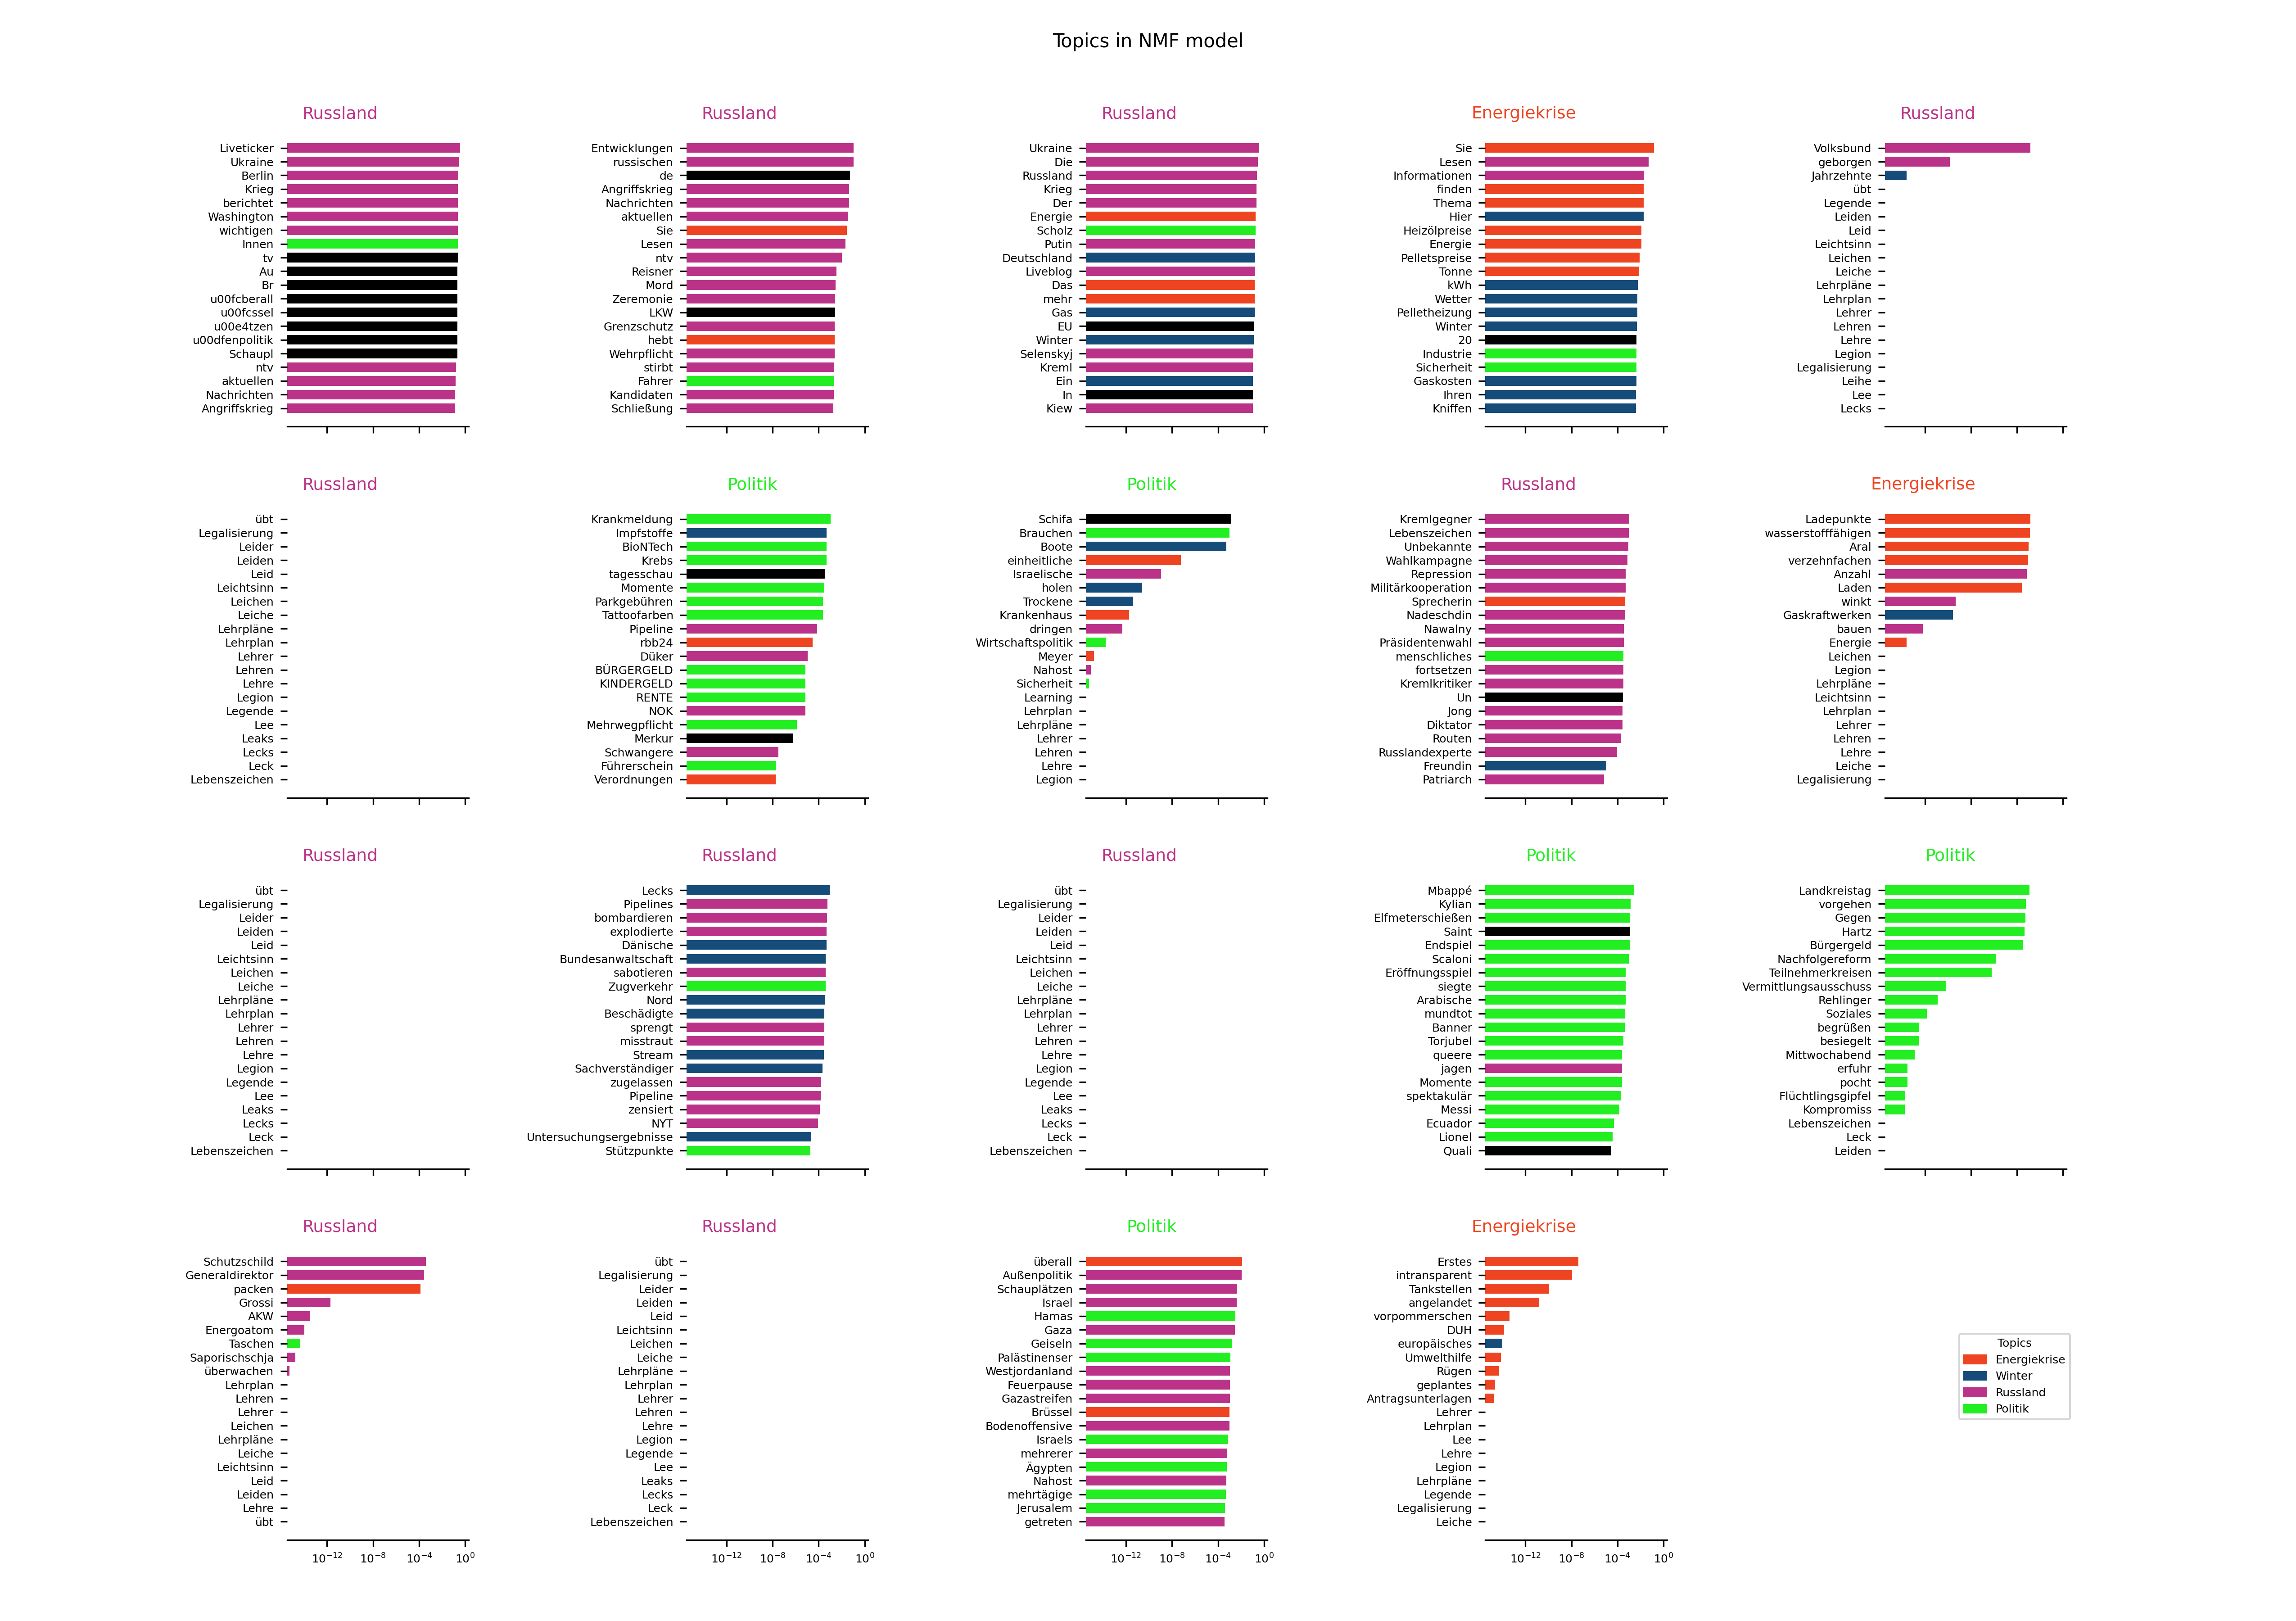 Topics in NMF model
Russland
Liveticker
Ukraine
Berlin
Krieg
berichtet
Washington
wichtigen
Innen
tv
Au
Br
u00fcberall
u00fcssel
u00e4tzen
u00dfenpolitik
Schaupl
ntv
aktuellen
Nachrichten
Angriffskrieg
Russland
Entwicklungen
russischen
de
Angriffskrieg
Nachrichten
aktuellen
Sie
Lesen
ntv
Reisner
Mord
Zeremonie
LKW
Grenzschutz
hebt
Wehrpflicht
stirbt
Fahrer
Kandidaten
Schließung
Russland
Ukraine
Die
Russland
Krieg
Der
Energie
Scholz
Putin
Deutschland
Liveblog
Das
mehr
Gas
EU
Winter
Selenskyj
Kreml
Ein
In
Kiew
Energiekrise
Sie
Lesen
Informationen
finden
Thema
Hier
Heizölpreise
Energie
Pelletspreise
Tonne
kWh
Wetter
Pelletheizung
Winter
20
Industrie
Sicherheit
Gaskosten
Ihren
Kniffen
Russland
Volksbund
geborgen
Jahrzehnte
übt
Legende
Leiden
Leid
Leichtsinn
Leichen
Leiche
Lehrpläne
Lehrplan
Lehrer
Lehren
Lehre
Legion
Legalisierung
Leihe
Lee
Lecks
Russland
übt
Legalisierung
Leider
Leiden
Leid
Leichtsinn
Leichen
Leiche
Lehrpläne
Lehrplan
Lehrer
Lehren
Lehre
Legion
Legende
Lee
Leaks
Lecks
Leck
Lebenszeichen
Politik
Krankmeldung
Impfstoffe
BioNTech
Krebs
tagesschau
Momente
Parkgebühren
Tattoofarben
Pipeline
rbb24
Düker
BÜRGERGELD
KINDERGELD
RENTE
NOK
Mehrwegpflicht
Merkur
Schwangere
Führerschein
Verordnungen
Politik
Schifa
Brauchen
Boote
einheitliche
Israelische
holen
Trockene
Krankenhaus
dringen
Wirtschaftspolitik
Meyer
Nahost
Sicherheit
Learning
Lehrplan
Lehrpläne
Lehrer
Lehren
Lehre
Legion
Russland
Kremlgegner
Lebenszeichen
Unbekannte
Wahlkampagne
Repression
Militärkooperation
Sprecherin
Nadeschdin
Nawalny
Präsidentenwahl
menschliches
fortsetzen
Kremlkritiker
Un
Jong
Diktator
Routen
Russlandexperte
Freundin
Patriarch
Energiekrise
Ladepunkte
wasserstofffähigen
Aral
verzehnfachen
Anzahl
Laden
winkt
Gaskraftwerken
bauen
Energie
Leichen
Legion
Lehrpläne
Leichtsinn
Lehrplan
Lehrer
Lehren
Lehre
Leiche
Legalisierung
Russland
übt
Legalisierung
Leider
Leiden
Leid
Leichtsinn
Leichen
Leiche
Lehrpläne
Lehrplan
Lehrer
Lehren
Lehre
Legion
Legende
Lee
Leaks
Lecks
Leck
Lebenszeichen
Russland
Lecks
Pipelines
bombardieren
explodierte
Dänische
Bundesanwaltschaft
sabotieren
Zugverkehr
Nord
Beschädigte
sprengt
misstraut
Stream
Sachverständiger
zugelassen
Pipeline
zensiert
NYT
Untersuchungsergebnisse
Stützpunkte
Russland
übt
Legalisierung
Leider
Leiden
Leid
Leichtsinn
Leichen
Leiche
Lehrpläne
Lehrplan
Lehrer
Lehren
Lehre
Legion
Legende
Lee
Leaks
Lecks
Leck
Lebenszeichen
Politik
Mbappé
Kylian
Elfmeterschießen
Saint
Endspiel
Scaloni
Eröffnungsspiel
siegte
Arabische
mundtot
Banner
Torjubel
queere
jagen
Momente
spektakulär
Messi
Ecuador
Lionel
Quali
Politik
Landkreistag
vorgehen
Gegen
Hartz
Bürgergeld
Nachfolgereform
Teilnehmerkreisen
Vermittlungsausschuss
Rehlinger
Soziales
begrüßen
besiegelt
Mittwochabend
erfuhr
pocht
Flüchtlingsgipfel
Kompromiss
Lebenszeichen
Leck
Leiden
Russland
Schutzschild
Generaldirektor
packen
Grossi
AKW
Energoatom
Taschen
Saporischschja
überwachen
Lehrplan
Lehren
Lehrer
Leichen
Lehrpläne
Leiche
Leichtsinn
Leid
Leiden
Lehre
übt
10⁻¹² 10⁻⁸ 10⁻⁴ 10⁰
Russland
übt
Legalisierung
Leider
Leiden
Leid
Leichtsinn
Leichen
Leiche
Lehrpläne
Lehrplan
Lehrer
Lehren
Lehre
Legion
Legende
Lee
Leaks
Lecks
Leck
Lebenszeichen
10⁻¹² 10⁻⁸ 10⁻⁴ 10⁰
Politik
überall
Außenpolitik
Schauplätzen
Israel
Hamas
Gaza
Geiseln
Palästinenser
Westjordanland
Feuerpause
Gazastreifen
Brüssel
Bodenoffensive
Israels
mehrerer
Ägypten
Nahost
mehrtägige
Jerusalem
getreten
10⁻¹² 10⁻⁸ 10⁻⁴ 10⁰
Energiekrise
Erstes
intransparent
Tankstellen
angelandet
vorpommerschen
DUH
europäisches
Umwelthilfe
Rügen
geplantes
Antragsunterlagen
Lehrer
Lehrplan
Lee
Lehre
Legion
Lehrpläne
Legende
Legalisierung
Leiche
10⁻¹² 10⁻⁸ 10⁻⁴ 10⁰
Topics
Energiekrise
Winter
Russland
Politik